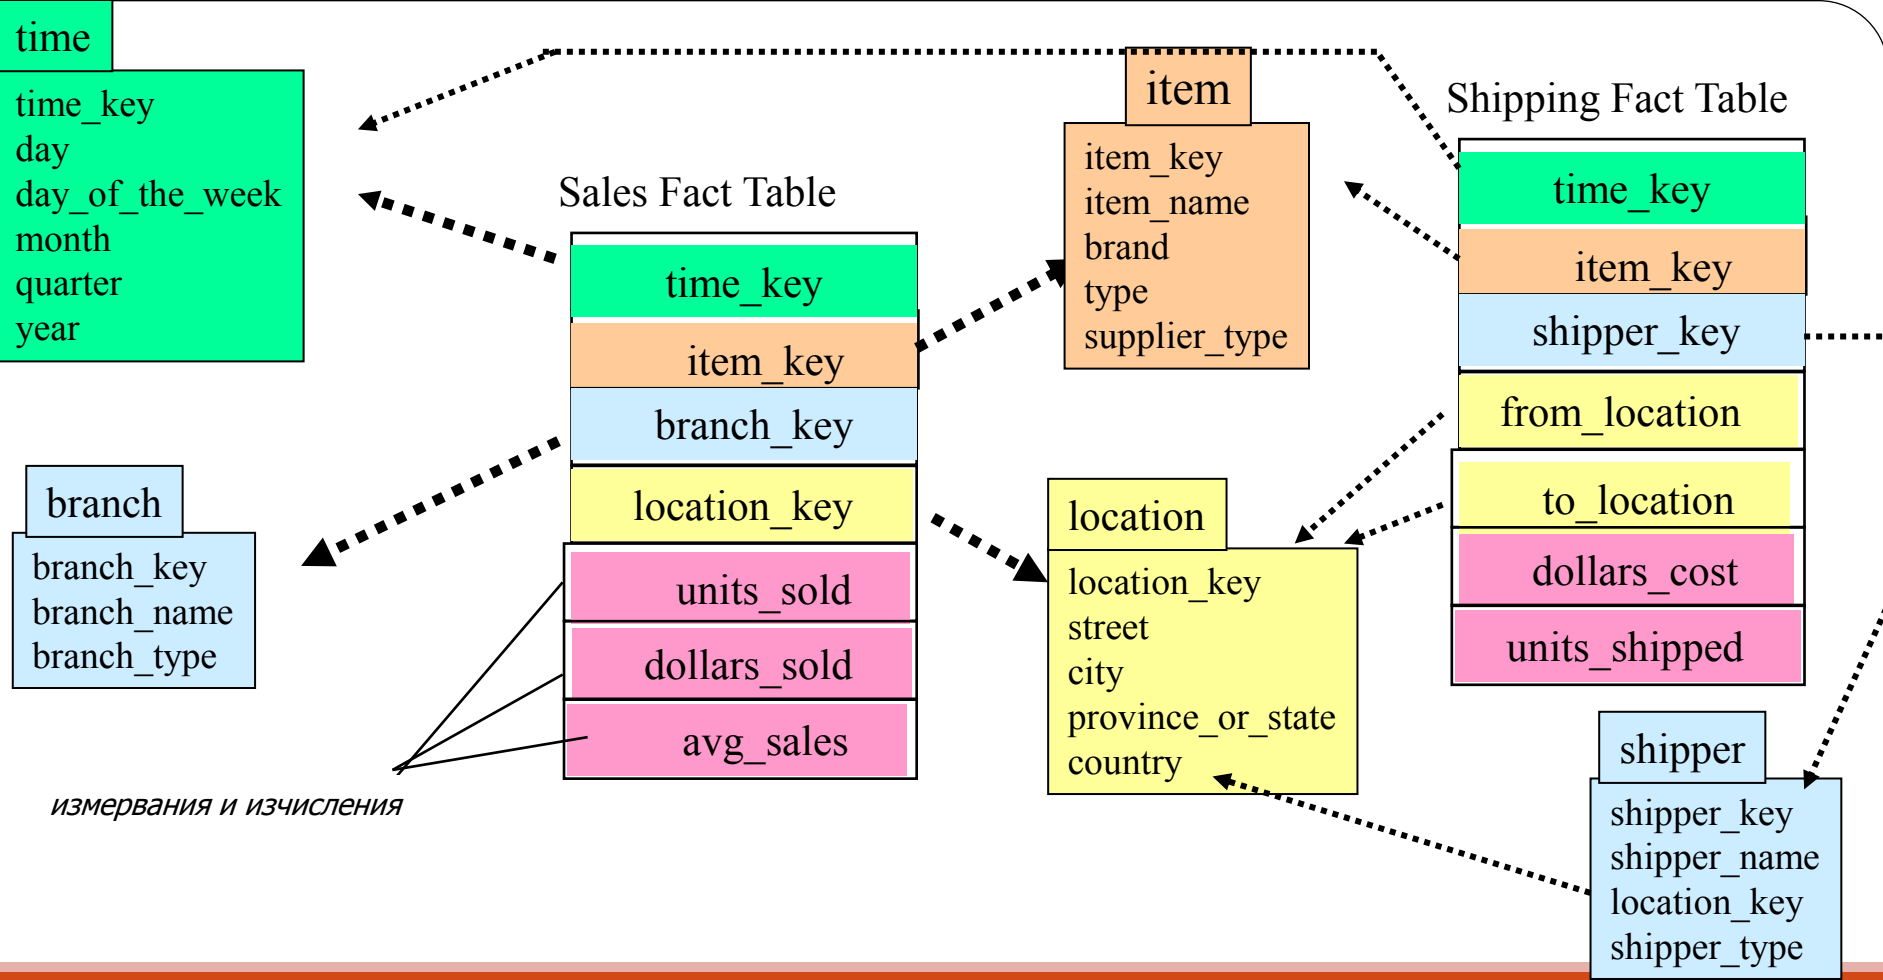 time
time_key
day
day_of_the_week
month
quarter
year
branch
branch_key
branch_name
branch_type
измервания и изчисления
Sales Fact Table
time_key
item_key
branch_key
location_key
units_sold
dollars_sold
avg_sales
item
item_key
item_name
brand
type
supplier_type
location
location_key
street
city
province_or_state
country
Shipping Fact Table
time_key
item_key
shipper_key
from_location
to_location
dollars_cost
units_shipped
shipper
shipper_key
shipper_name
location_key
shipper_type